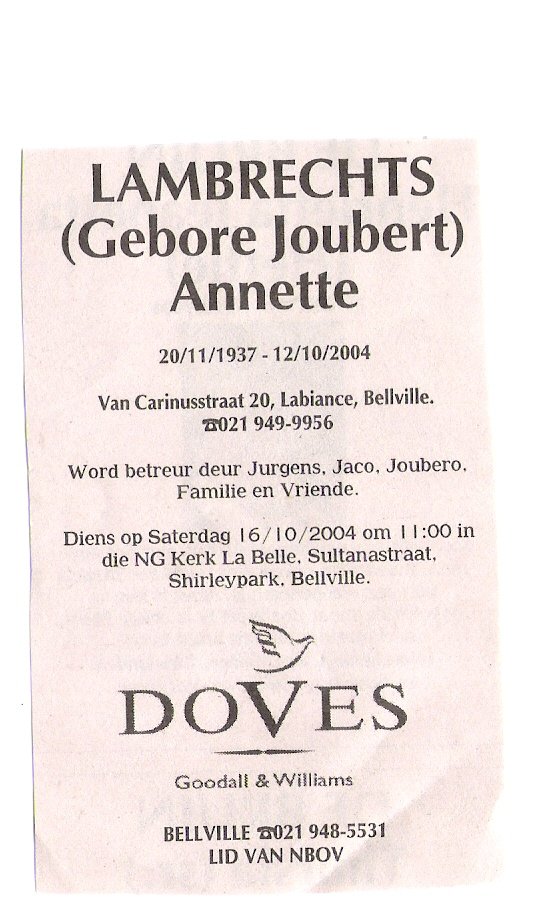 LAMBRECHTS
(Gebore Joubert)
Annette
20/11/1937 - 12/10/2004
Van Carinusstraat 20, Labiance, Bellville.
☎021 949-9956
Word betreur deur Jurgens, Jaco, Joubero,
Familie en Vriende.
Diens op Saterdag 16/10/2004 om 11:00 in
die NG Kerk La Belle, Sultanastraat,
Shirleypark, Bellville.
DOVES
Goodall & Williams
BELLVILLE ☎021 948-5531
LID VAN NBOV